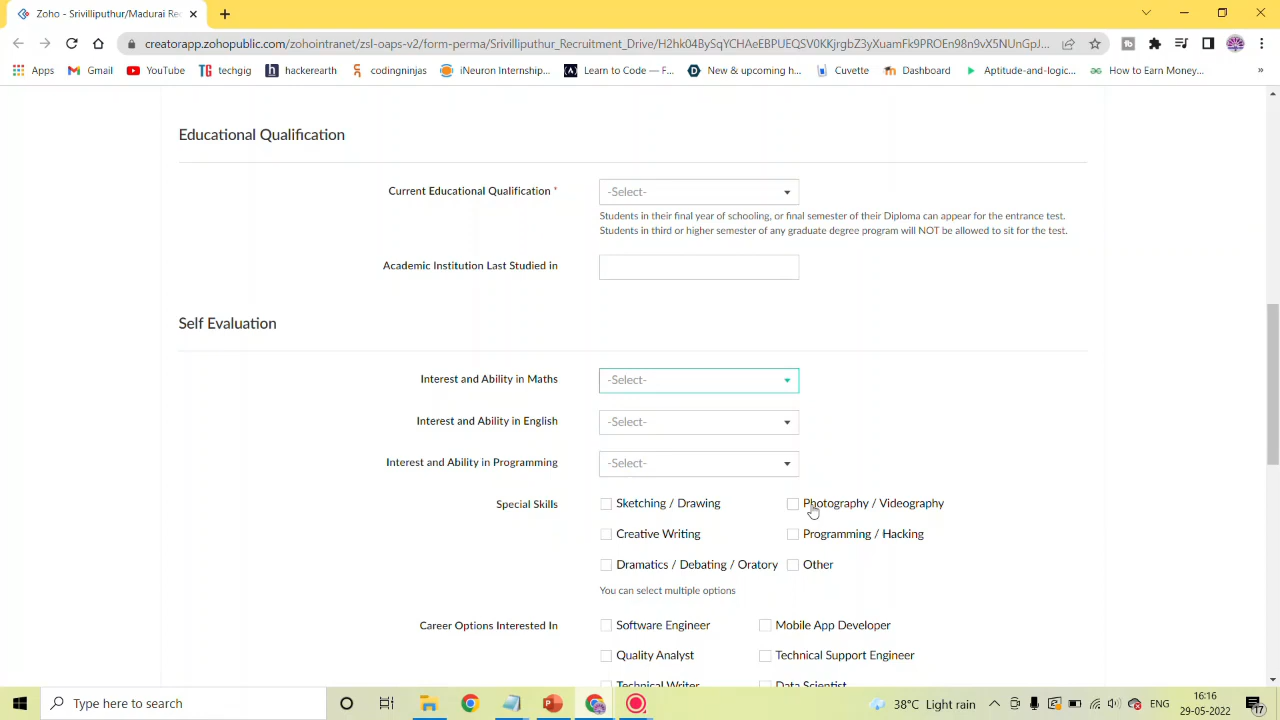 Zoho - Srivilliputhur/Madurai Re
creatorapp.zohopublic.com/zohointranet/zsl-oaps-v2/form-perma/Srivilliputhur_Recruitment_Drive/
Apps Gmail YouTube techgig hackerearth codingninjas iNeuron Internship... Learn to Code — F... New & upcoming h... Cuvette Dashboard Aptitude-and-logic... How to Earn Money... »
Educational Qualification
Current Educational Qualification * -Select-
Students in their final year of schooling, or final semester of their Diploma can appear for the entrance test.
Students in third or higher semester of any graduate degree program will NOT be allowed to sit for the test.
Academic Institution Last Studied in
Self Evaluation
Interest and Ability in Maths -Select-
Interest and Ability in English -Select-
Interest and Ability in Programming -Select-
Special Skills Sketching / Drawing Photography / Videography
Creative Writing Programming / Hacking
Dramatics / Debating / Oratory Other
You can select multiple options
Career Options Interested In Software Engineer Mobile App Developer
Quality Analyst Technical Support Engineer
Technical Writer Data Scientist
Type here to search 38°C Light rain ENG 16:16
29-05-2022 17